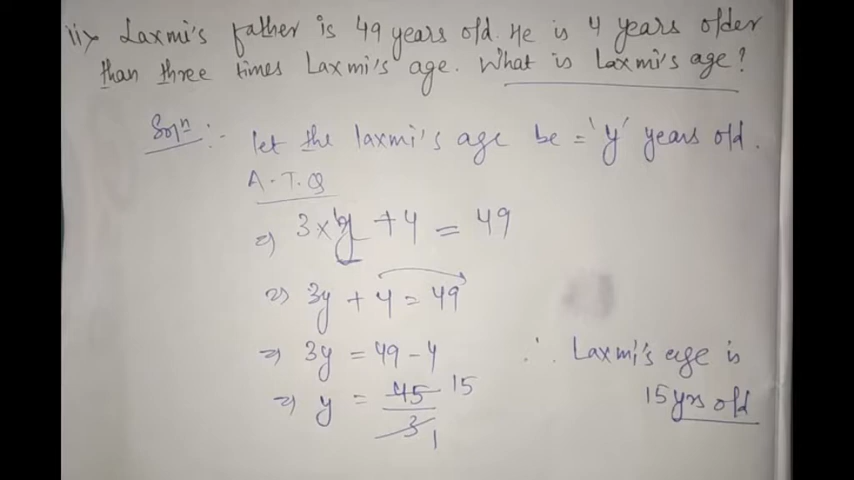 ii> Laxmi's father is 49 years old. He is 4 years older
than three times Laxmi's age. What is Laxmi's age?
Solⁿ :- let the laxmi's age be = 'y' years old.
A.T.Q
⇒ 3 × y + 4 = 49
⇒ 3y + 4 = 49
⇒ 3y = 49 - 4
⇒ y = 45/3 15 1
∴ Laxmi's age is
15 yrs old